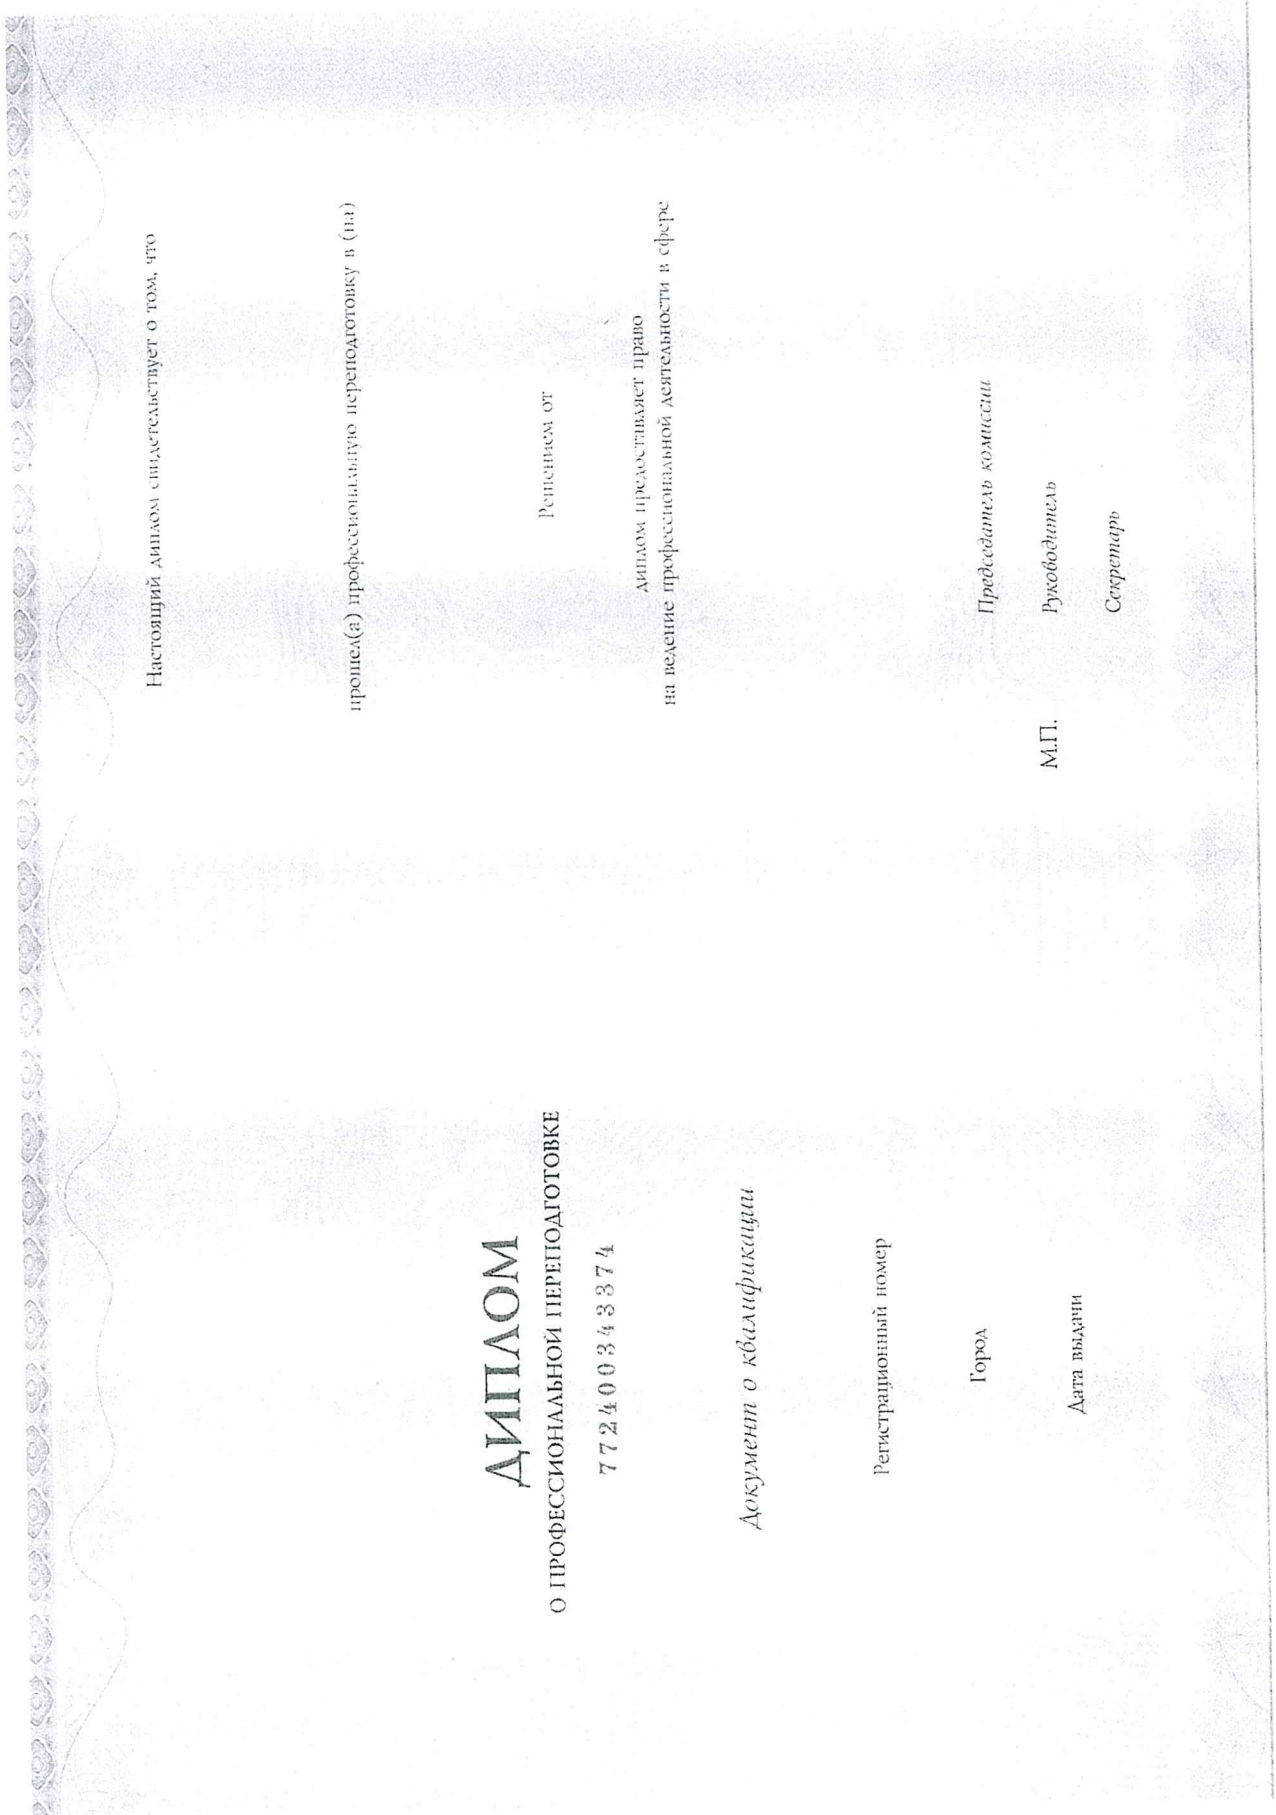 ДИПЛОМ
О ПРОФЕССИОНАЛЬНОЙ ПЕРЕПОДГОТОВКЕ
772400343374
Документ о квалификации
Регистрационный номер
Город
Дата выдачи
Настоящий диплом свидетельствует о том, что
прошел(а) профессиональную переподготовку в (на)
Решением от
диплом предоставляет право
на ведение профессиональной деятельности в сфере
Председатель комиссии
М.П. Руководитель
Секретарь